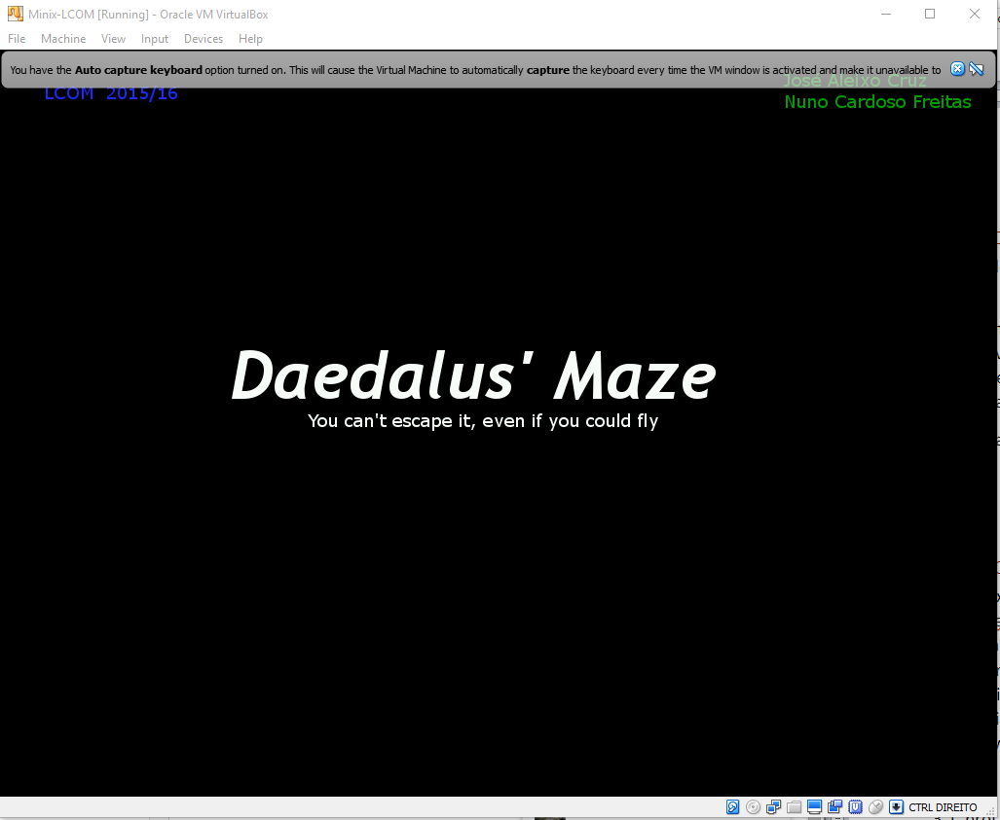 Minix-LCOM [Running] - Oracle VM VirtualBox
File Machine View Input Devices Help
You have the Auto capture keyboard option turned on. This will cause the Virtual Machine to automatically capture the keyboard every time the VM window is activated and make it unavailable to
José Aleixo Cruz
LCOM 2015/16
Nuno Cardoso Freitas
Daedalus' Maze
You can't escape it, even if you could fly
CTRL DIREITO